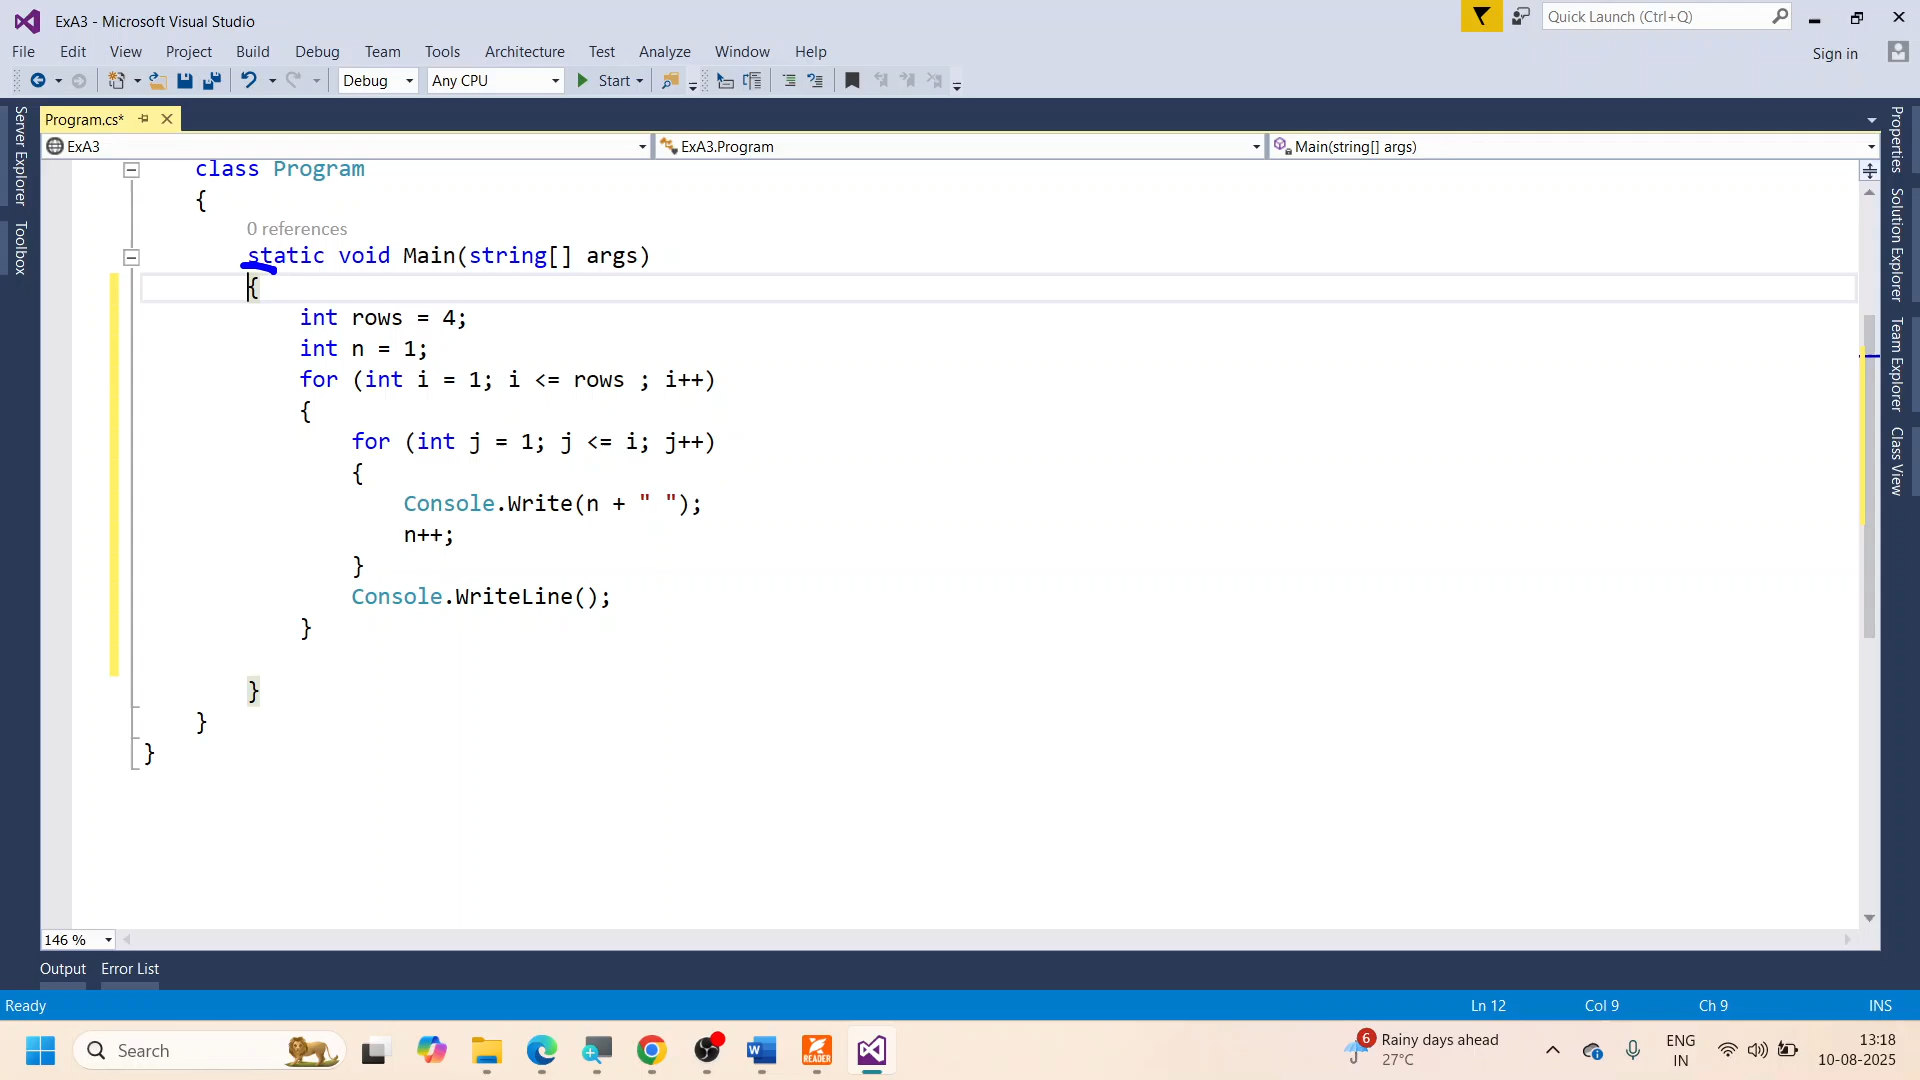 ExA3 - Microsoft Visual Studio
Quick Launch (Ctrl+Q)
File Edit View Project Build Debug Team Tools Architecture Test Analyze Window Help
Sign in
Debug Any CPU Start
Server Explorer
Toolbox
Program.cs*
ExA3 ExA3.Program Main(string[] args)
class Program
{
0 references
static void Main(string[] args)
{
int rows = 4;
int n = 1;
for (int i = 1; i <= rows ; i++)
{
for (int j = 1; j <= i; j++)
{
Console.Write(n + " ");
n++;
}
Console.WriteLine();
}
}
}
}
Properties
Solution Explorer
Team Explorer
Class View
146 %
Output Error List
Ready Ln 12 Col 9 Ch 9 INS
Search
W
READER
6
Rainy days ahead
27°C
ENG
IN
13:18
10-08-2025